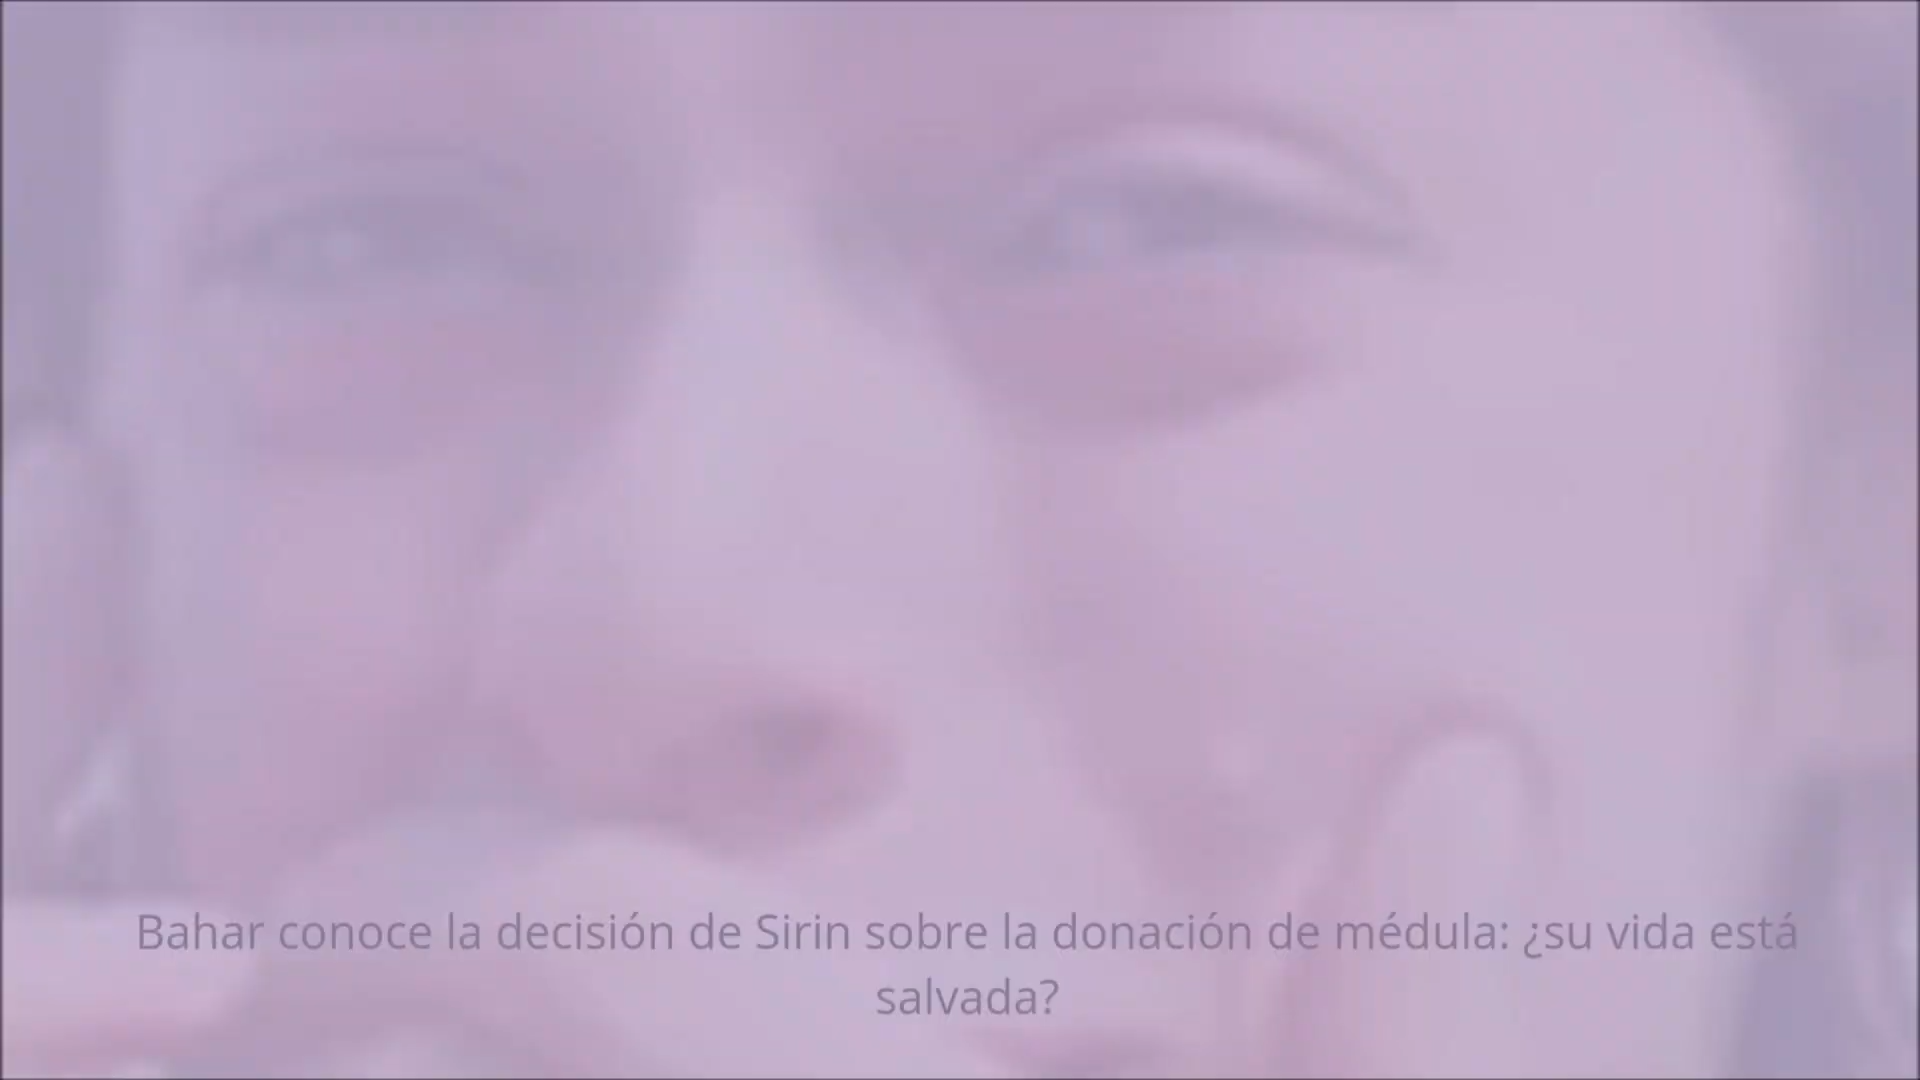 Bahar conoce la decisión de Sirin sobre la donación de médula: ¿su vida está
salvada?